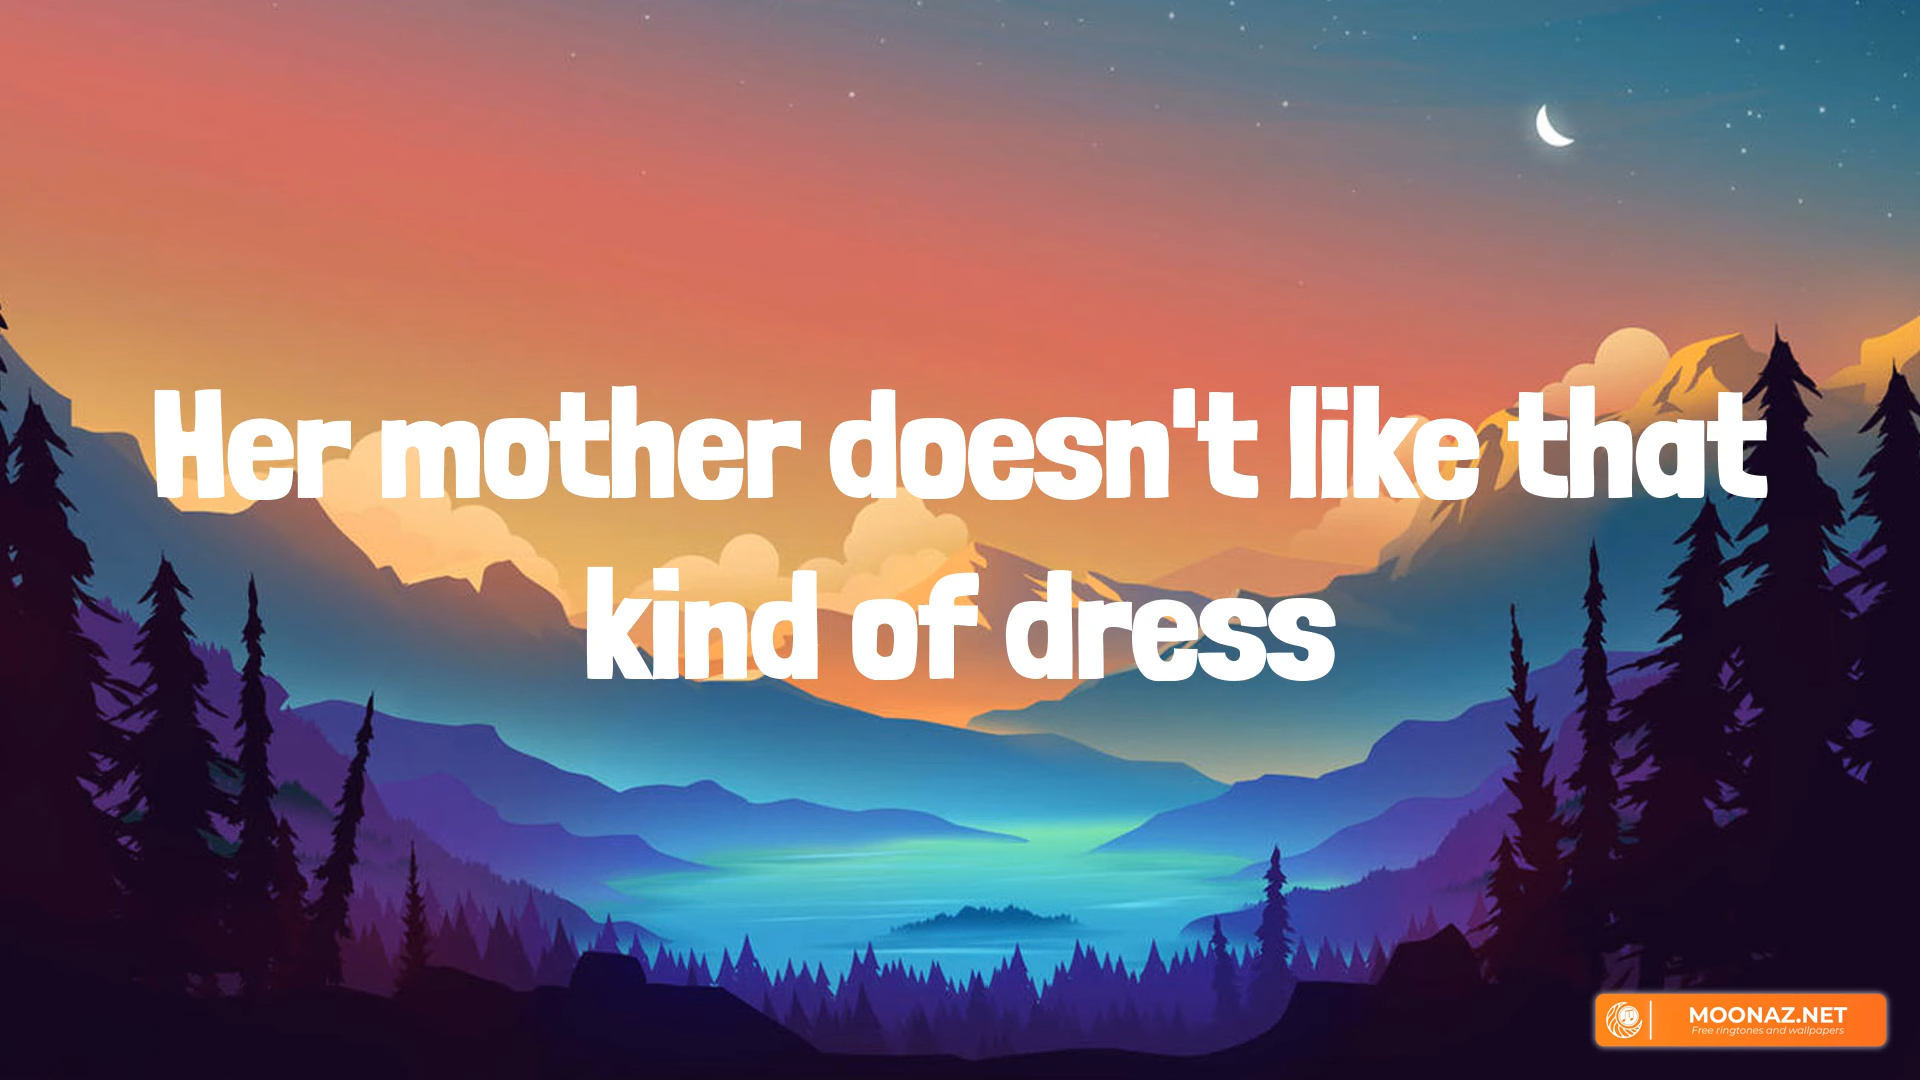 Her mother doesn't like that
kind of dress
MOONAZ.NET
Free ringtones and wallpapers